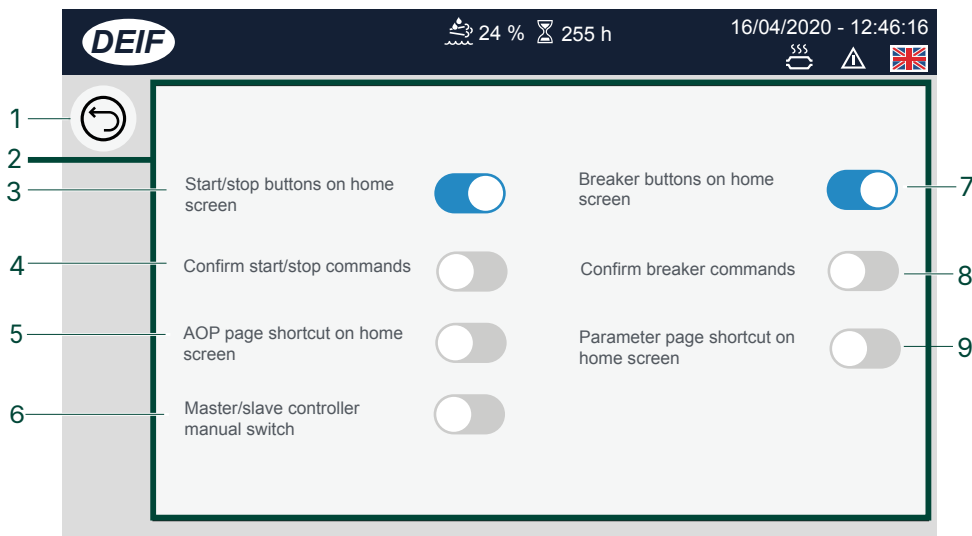 DEIF
24 %
255 h
16/04/2020 - 12:46:16
1
2
3
Start/stop buttons on home
screen
Breaker buttons on home
screen
7
4
Confirm start/stop commands
Confirm breaker commands
8
5
AOP page shortcut on home
screen
Parameter page shortcut on
home screen
9
6
Master/slave controller
manual switch